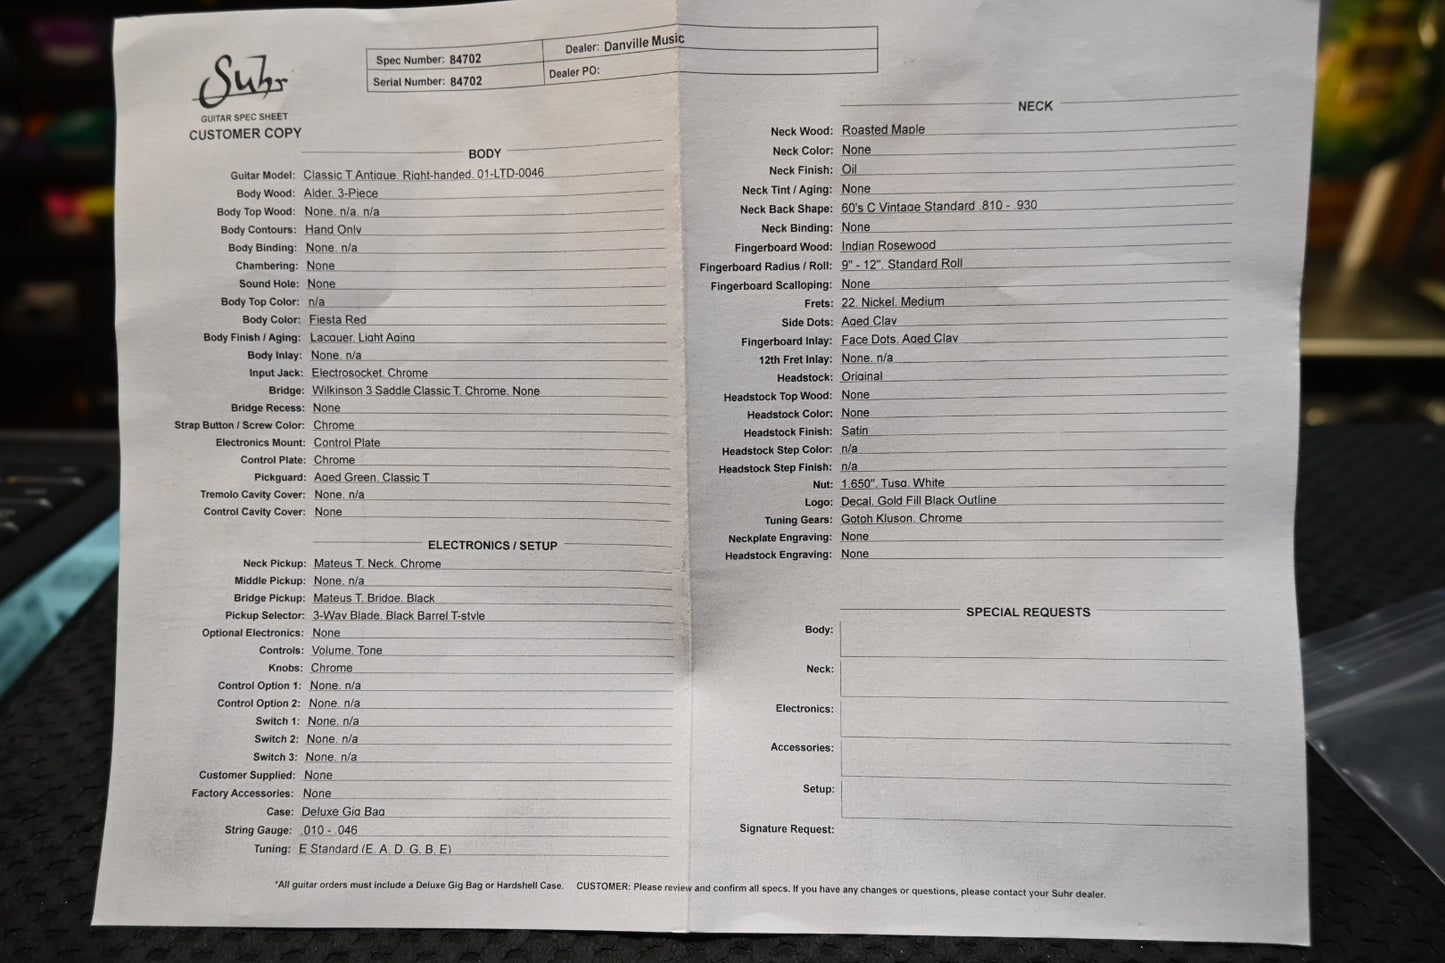 Suhr
GUITAR SPEC SHEET
CUSTOMER COPY
Spec Number: 84702
Dealer: Danville Music
Serial Number: 84702
Dealer PO:
BODY
Guitar Model: Classic T Antique, Right-handed, 01-LTD-0046
Body Wood: Alder, 3-Piece
Body Top Wood: None, n/a, n/a
Body Contours: Hand Only
Body Binding: None, n/a
Chambering: None
Sound Hole: None
Body Top Color: n/a
Body Color: Fiesta Red
Body Finish / Aging: Lacquer, Light Aging
Body Inlay: None, n/a
Input Jack: Electrosocket, Chrome
Bridge: Wilkinson 3 Saddle Classic T, Chrome, None
Bridge Recess: None
Strap Button / Screw Color: Chrome
Electronics Mount: Control Plate
Control Plate: Chrome
Pickguard: Aged Green, Classic T
Tremolo Cavity Cover: None, n/a
Control Cavity Cover: None
ELECTRONICS / SETUP
Neck Pickup: Mateus T, Neck, Chrome
Middle Pickup: None, n/a
Bridge Pickup: Mateus T, Bridge, Black
Pickup Selector: 3-Way Blade, Black Barrel T-style
Optional Electronics: None
Controls: Volume, Tone
Knobs: Chrome
Control Option 1: None, n/a
Control Option 2: None, n/a
Switch 1: None, n/a
Switch 2: None, n/a
Switch 3: None, n/a
Customer Supplied: None
Factory Accessories: None
Case: Deluxe Gig Bag
String Gauge: .010 - .046
Tuning: E Standard (E, A, D, G, B, E)
NECK
Neck Wood: Roasted Maple
Neck Color: None
Neck Finish: Oil
Neck Tint / Aging: None
Neck Back Shape: 60's C Vintage Standard .810 - .930
Neck Binding: None
Fingerboard Wood: Indian Rosewood
Fingerboard Radius / Roll: 9" - 12", Standard Roll
Fingerboard Scalloping: None
Frets: 22, Nickel, Medium
Side Dots: Aged Clay
Fingerboard Inlay: Face Dots, Aged Clay
12th Fret Inlay: None, n/a
Headstock: Original
Headstock Top Wood: None
Headstock Color: None
Headstock Finish: Satin
Headstock Step Color: n/a
Headstock Step Finish: n/a
Nut: 1.650", Tusq, White
Logo: Decal, Gold Fill Black Outline
Tuning Gears: Gotoh Kluson, Chrome
Neckplate Engraving: None
Headstock Engraving: None
SPECIAL REQUESTS
Body:
Neck:
Electronics:
Accessories:
Setup:
Signature Request:
*All guitar orders must include a Deluxe Gig Bag or Hardshell Case. CUSTOMER: Please review and confirm all specs. If you have any changes or questions, please contact your Suhr dealer.